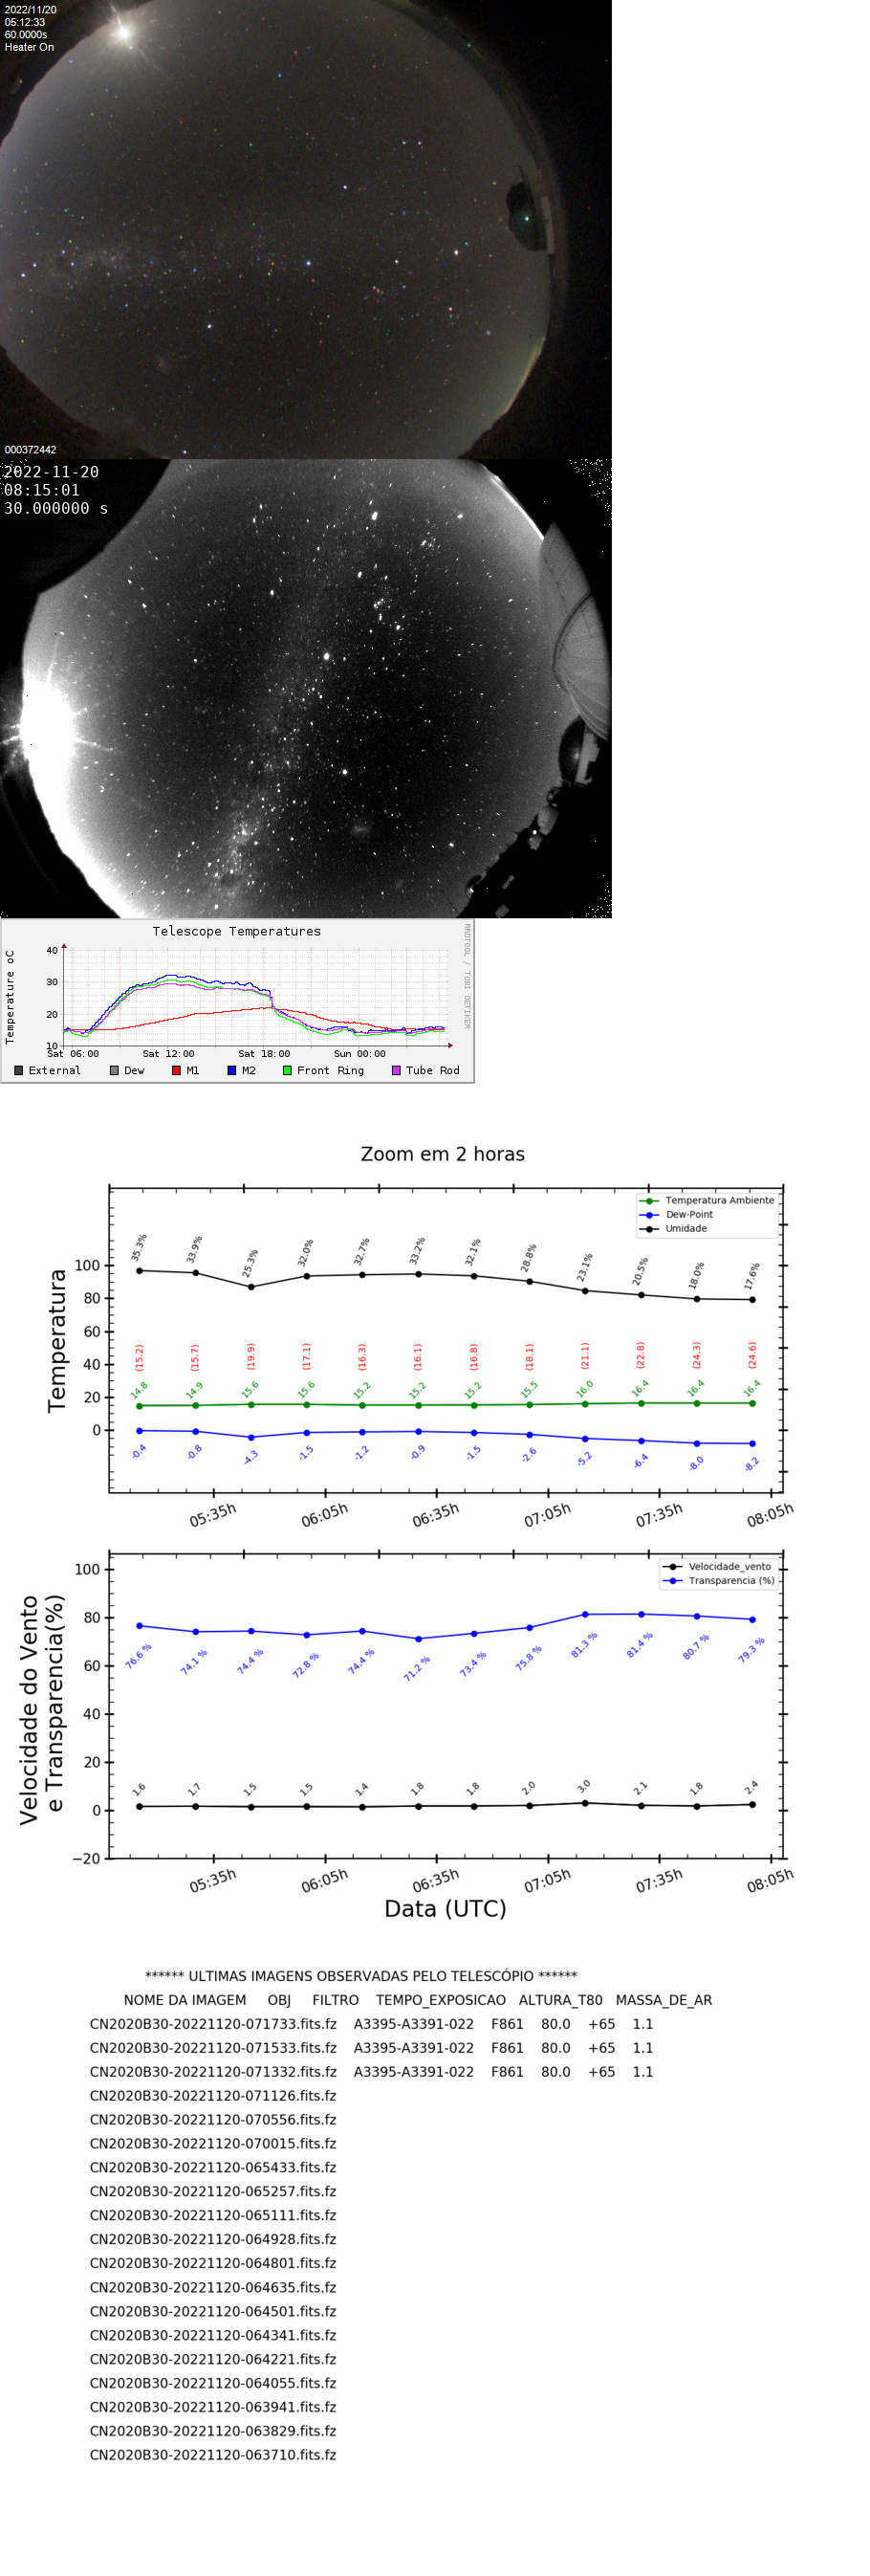 2022/11/20
05:12:33
60.0000s
Heater On
000372442
2022-11-20
08:15:01
30.000000 s
Telescope Temperatures
RRDTOOL / TOBI OETIKER
Temperature oC
40
30
20
10
Sat 06:00 Sat 12:00 Sat 18:00 Sun 00:00
External Dew M1 M2 Front Ring Tube Rod
Zoom em 2 horas
Temperatura Ambiente
Dew-Point
Umidade
Temperatura
100
80
60
40
20
0
35.3% 33.9% 25.3% 32.0% 32.7% 33.2% 32.1% 28.8% 23.1% 20.5% 18.0% 17.6%
(15.2) (15.7) (19.9) (17.1) (16.3) (16.1) (16.8) (18.1) (21.1) (22.8) (24.3) (24.6)
14.8 14.9 15.6 15.6 15.2 15.2 15.2 15.5 16.0 16.4 16.4 16.4
-0.4 -0.8 -4.3 -1.5 -1.2 -0.9 -1.5 -2.6 -5.2 -6.4 -8.0 -8.2
05:35h 06:05h 06:35h 07:05h 07:35h 08:05h
Velocidade_vento
Transparencia (%)
Velocidade do Vento
e Transparencia(%)
100
80
60
40
20
0
−20
76.6 % 74.1 % 74.4 % 72.8 % 74.4 % 71.2 % 73.4 % 75.8 % 81.3 % 81.4 % 80.7 % 79.3 %
1.6 1.7 1.5 1.5 1.4 1.8 1.8 2.0 3.0 2.1 1.8 2.4
05:35h 06:05h 06:35h 07:05h 07:35h 08:05h
Data (UTC)
****** ULTIMAS IMAGENS OBSERVADAS PELO TELESCÓPIO ******
NOME DA IMAGEM OBJ FILTRO TEMPO_EXPOSICAO ALTURA_T80 MASSA_DE_AR
CN2020B30-20221120-071733.fits.fz A3395-A3391-022 F861 80.0 +65 1.1
CN2020B30-20221120-071533.fits.fz A3395-A3391-022 F861 80.0 +65 1.1
CN2020B30-20221120-071332.fits.fz A3395-A3391-022 F861 80.0 +65 1.1
CN2020B30-20221120-071126.fits.fz
CN2020B30-20221120-070556.fits.fz
CN2020B30-20221120-070015.fits.fz
CN2020B30-20221120-065433.fits.fz
CN2020B30-20221120-065257.fits.fz
CN2020B30-20221120-065111.fits.fz
CN2020B30-20221120-064928.fits.fz
CN2020B30-20221120-064801.fits.fz
CN2020B30-20221120-064635.fits.fz
CN2020B30-20221120-064501.fits.fz
CN2020B30-20221120-064341.fits.fz
CN2020B30-20221120-064221.fits.fz
CN2020B30-20221120-064055.fits.fz
CN2020B30-20221120-063941.fits.fz
CN2020B30-20221120-063829.fits.fz
CN2020B30-20221120-063710.fits.fz